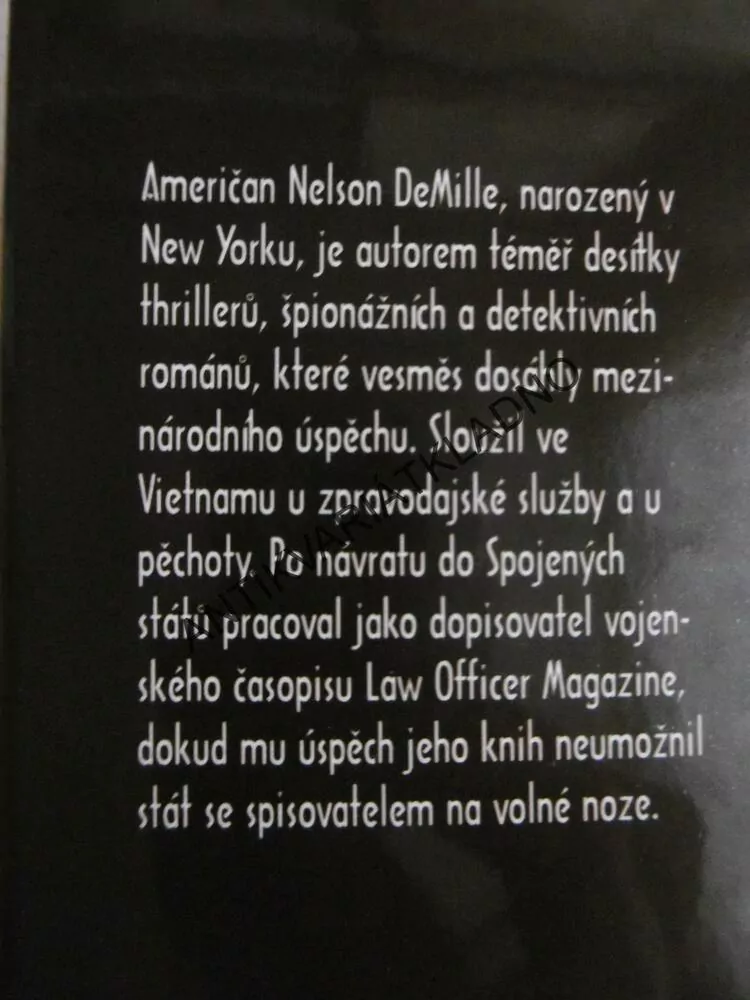 Američan Nelson DeMille, narozený v
New Yorku, je autorem téměř desítky
thrillerů, špionážních a detektivních
románů, které vesměs dosáhly mezi-
národního úspěchu. Sloužil ve
Vietnamu u zpravodajské služby a u
pěchoty. Po návratu do Spojených
států pracoval jako dopisovatel vojen-
ského časopisu Law Officer Magazine,
dokud mu úspěch jeho knih neumožnil
stát se spisovatelem na volné noze.
ANTIKVARIÁTKLADNO